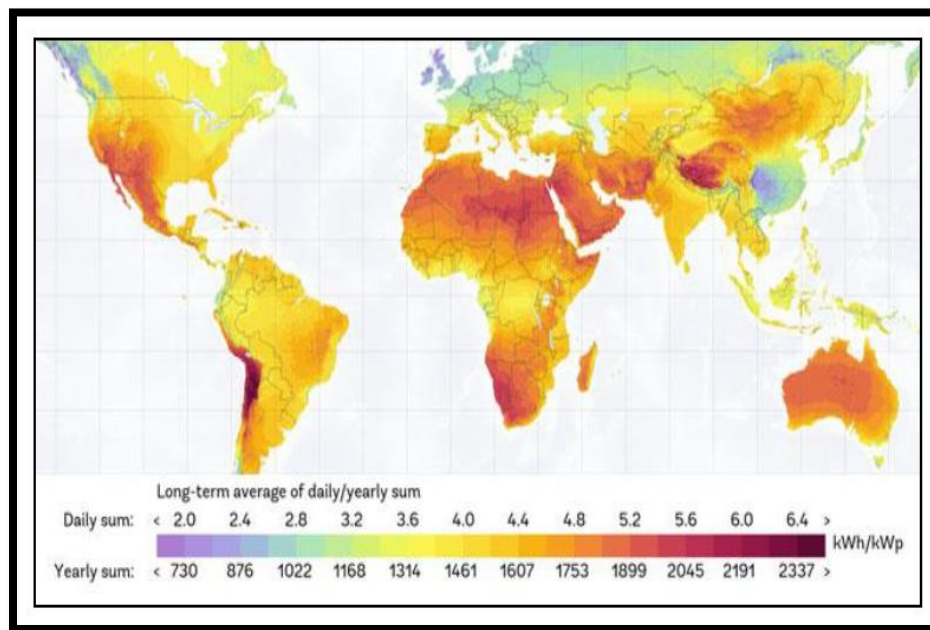 Long-term average of daily/yearly sum
Daily sum: < 2.0 2.4 2.8 3.2 3.6 4.0 4.4 4.8 5.2 5.6 6.0 6.4 >
kWh/kWp
Yearly sum: < 730 876 1022 1168 1314 1461 1607 1753 1899 2045 2191 2337 >